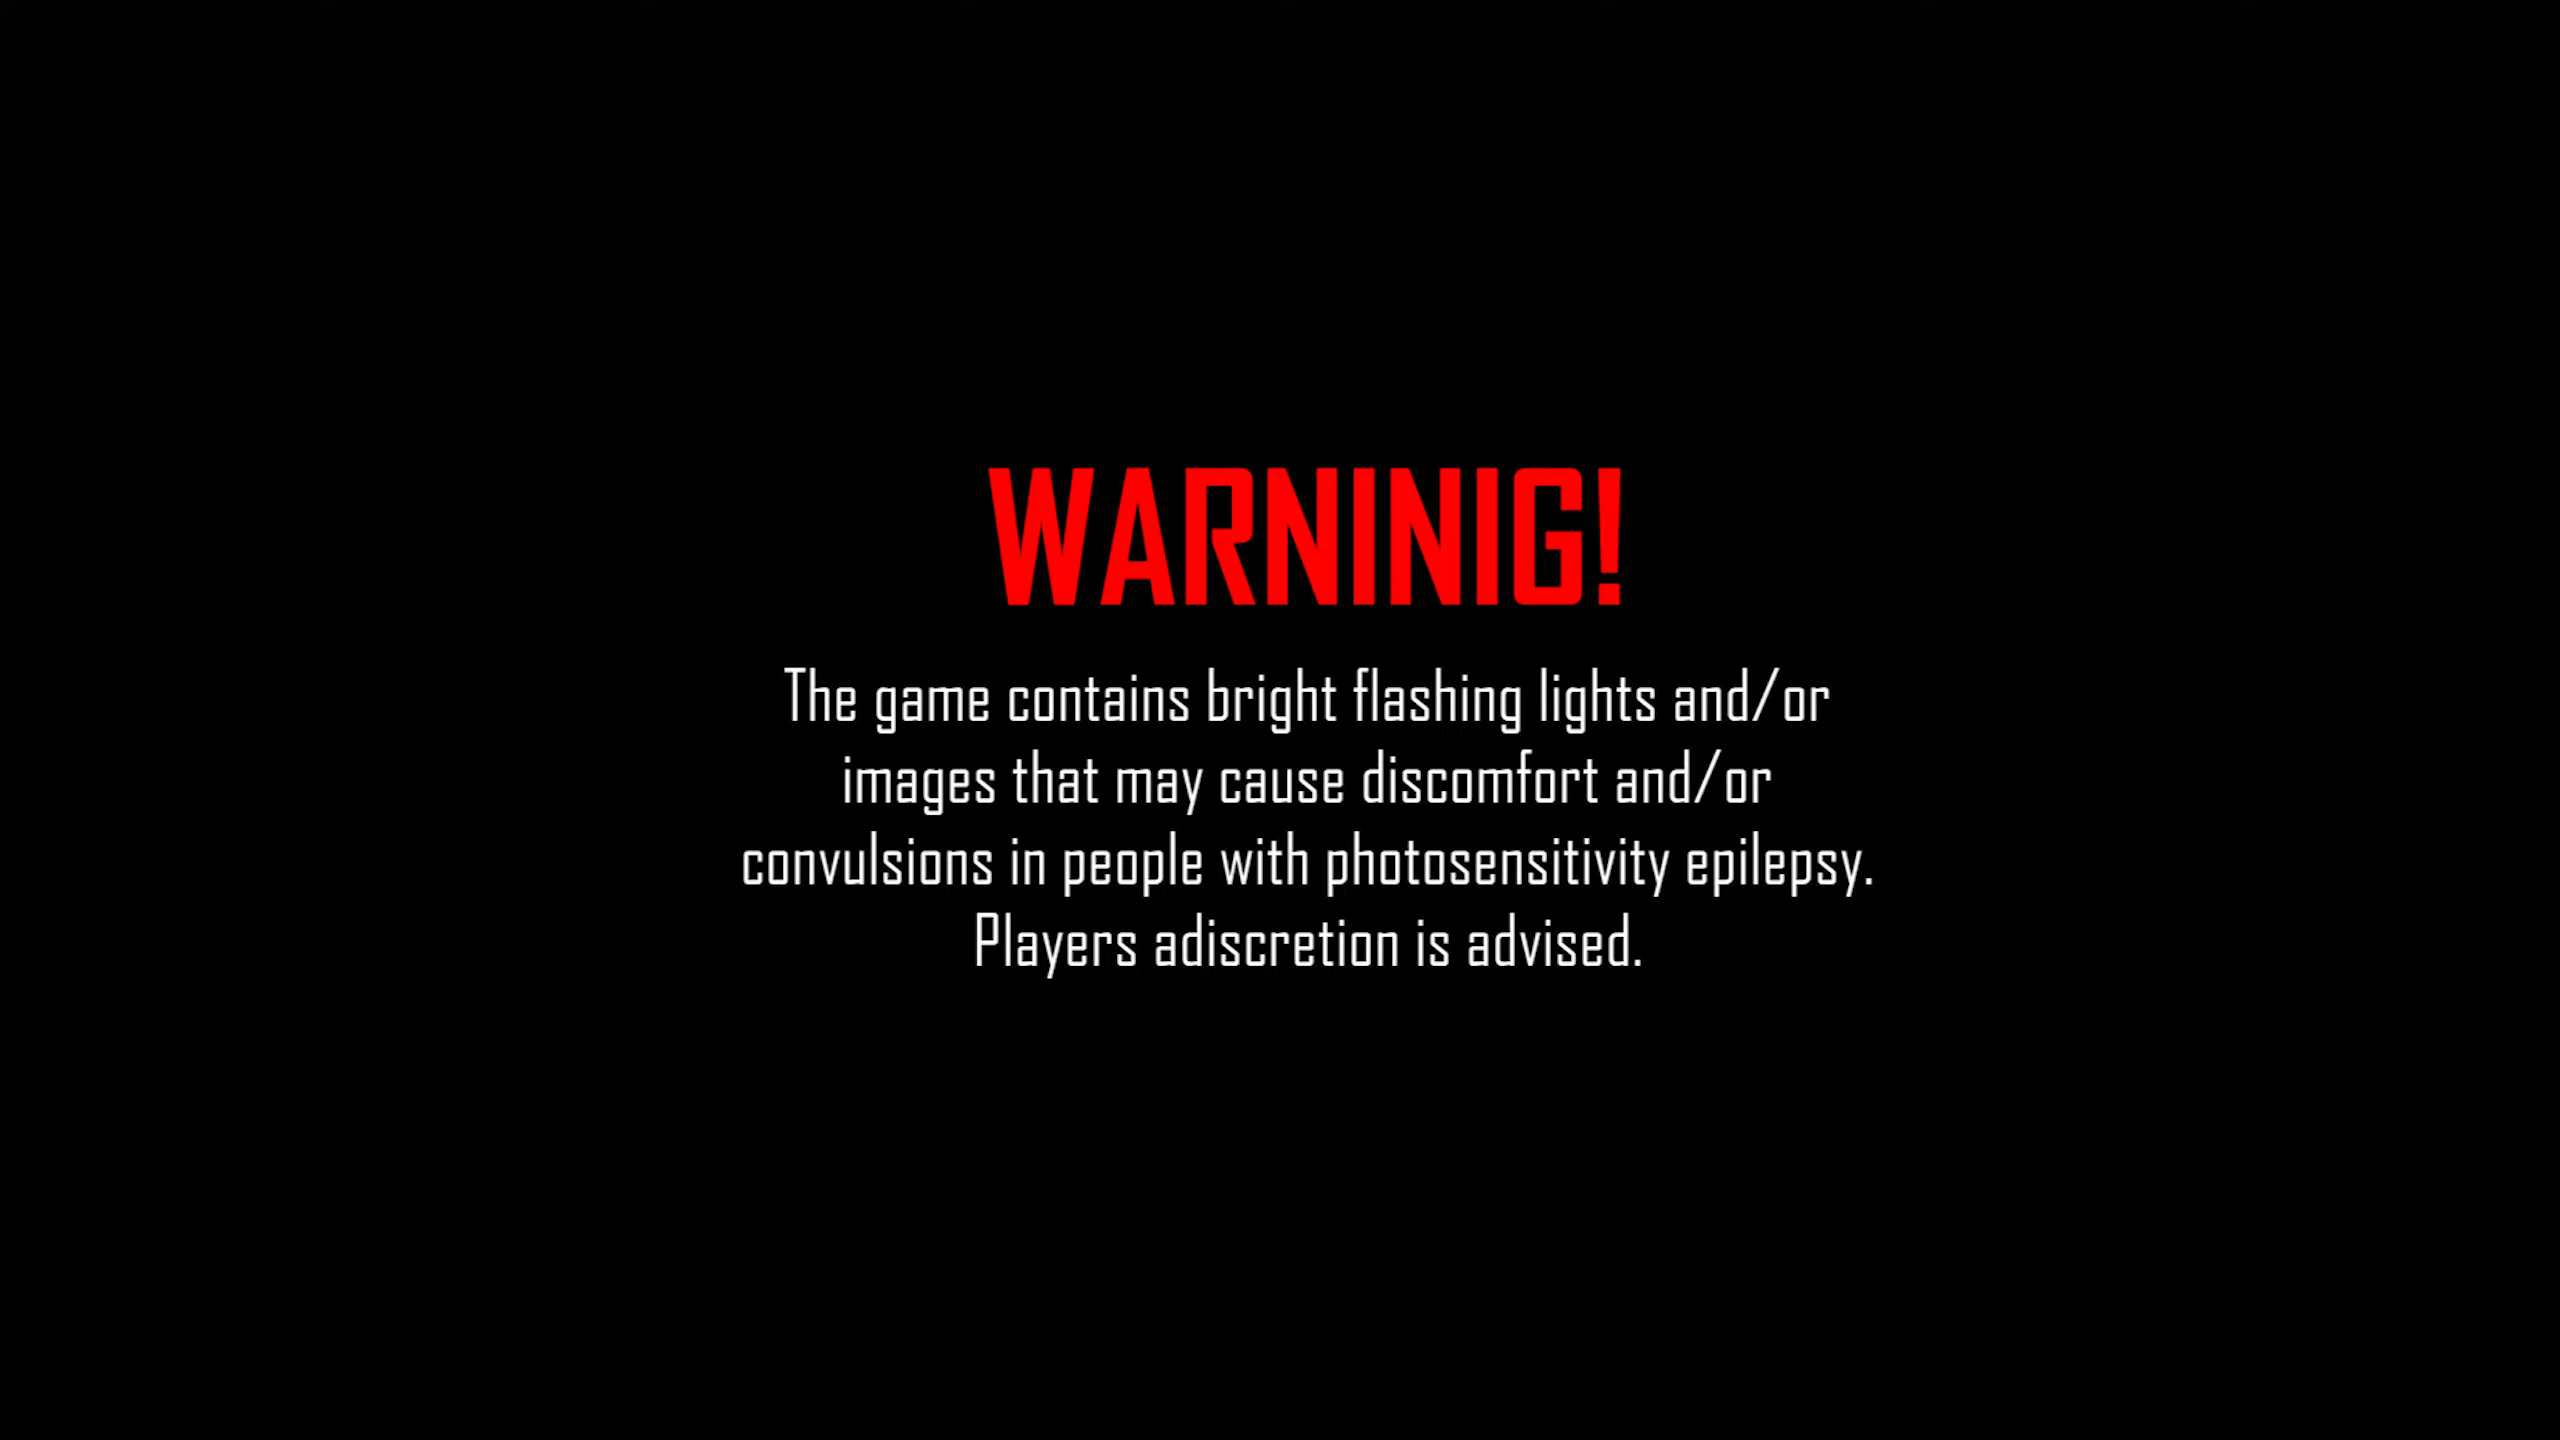 WARNINIG!
The game contains bright flashing lights and/or
images that may cause discomfort and/or
convulsions in people with photosensitivity epilepsy.
Players adiscretion is advised.